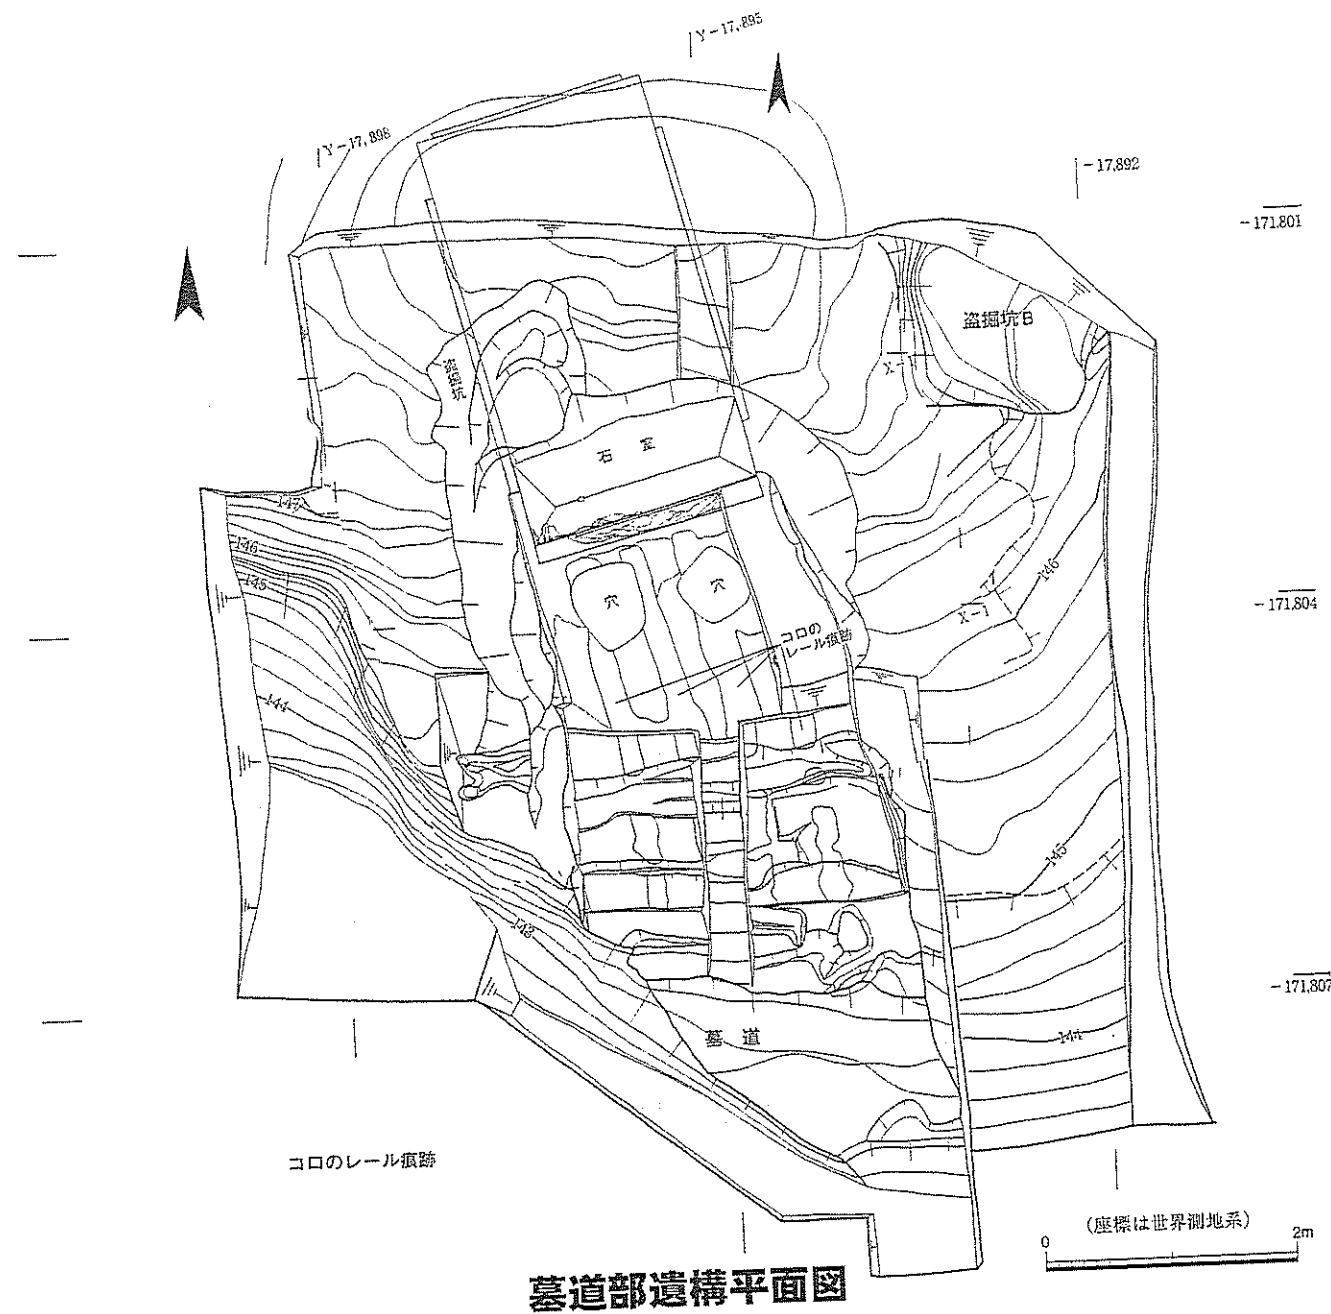 Y-17,895
Y-17,898
-17,892
-171,801
盗掘坑B
盗掘坑
X-1
石室
147
146
145
穴
穴
146
-171,804
X-1
コロの
レール痕跡
144
145
143
-171,807
墓道
144
コロのレール痕跡
(座標は世界測地系)
0
2m
墓道部遺構平面図